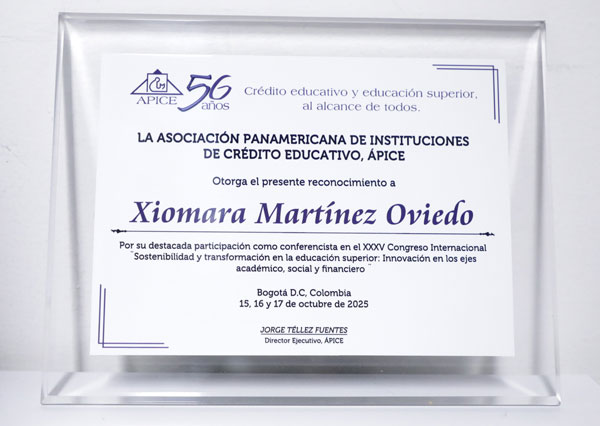 APICE
56 años
Crédito educativo y educación superior,
al alcance de todos.
LA ASOCIACIÓN PANAMERICANA DE INSTITUCIONES
DE CRÉDITO EDUCATIVO, ÁPICE
Otorga el presente reconocimiento a
Xiomara Martínez Oviedo
Por su destacada participación como conferencista en el XXXV Congreso Internacional
¨Sostenibilidad y transformación en la educación superior: Innovación en los ejes
académico, social y financiero ¨
Bogotá D.C, Colombia
15, 16 y 17 de octubre de 2025
JORGE TÉLLEZ FUENTES
Director Ejecutivo, ÁPICE